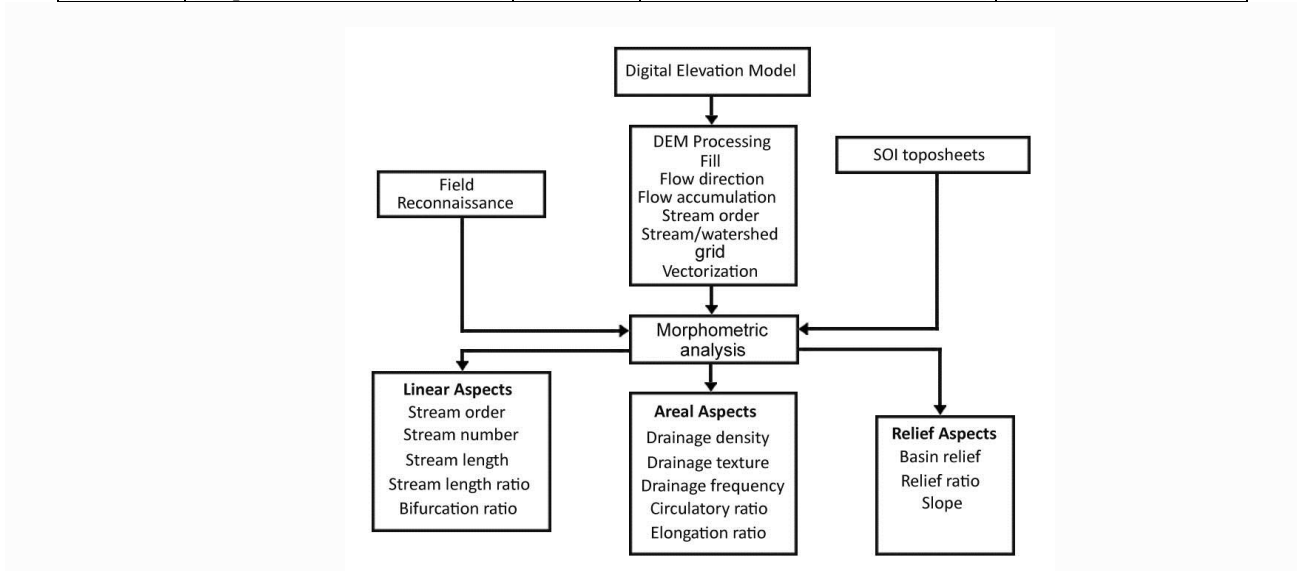 Digital Elevation Model
DEM Processing
Fill
Flow direction
Flow accumulation
Stream order
Stream/watershed
grid
Vectorization
SOI toposheets
Field
Reconnaissance
Morphometric
analysis
Linear Aspects
Stream order
Stream number
Stream length
Stream length ratio
Bifurcation ratio
Areal Aspects
Drainage density
Drainage texture
Drainage frequency
Circulatory ratio
Elongation ratio
Relief Aspects
Basin relief
Relief ratio
Slope